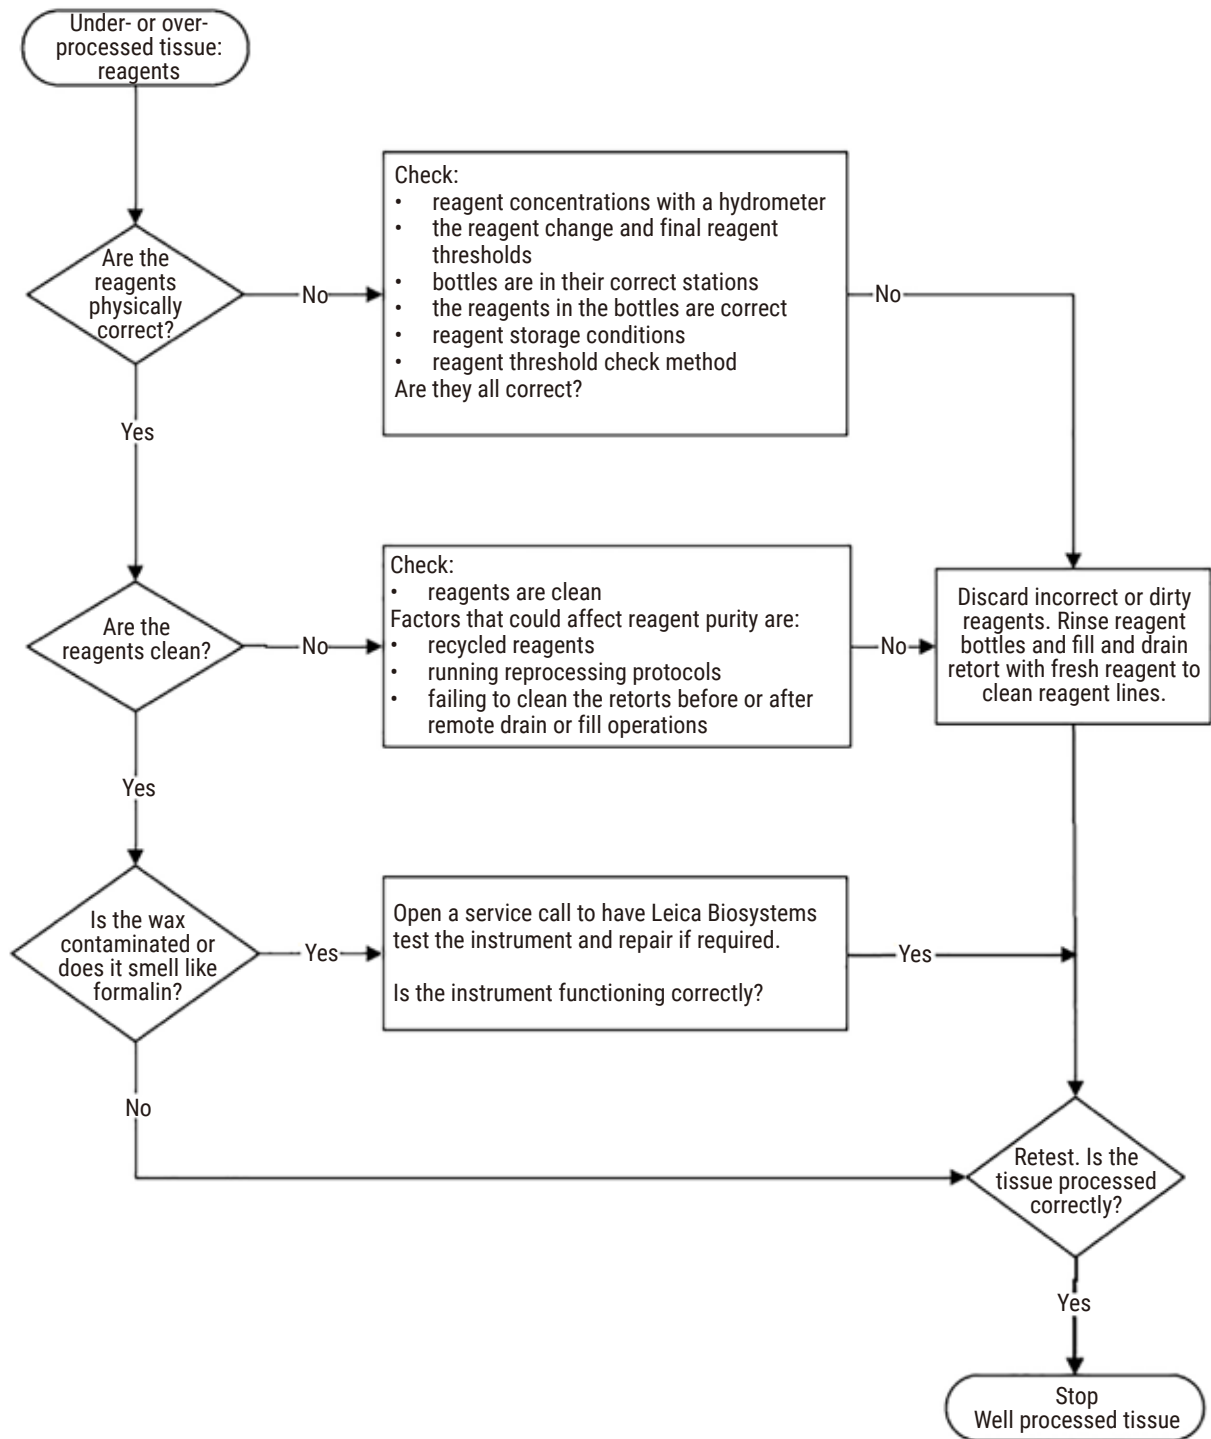 Under- or over-
processed tissue:
reagents
Check:
• reagent concentrations with a hydrometer
• the reagent change and final reagent
thresholds
• bottles are in their correct stations
• the reagents in the bottles are correct
• reagent storage conditions
• reagent threshold check method
Are they all correct?
Are the
reagents
physically
correct?
No
No
Yes
Check:
• reagents are clean
Factors that could affect reagent purity are:
• recycled reagents
• running reprocessing protocols
• failing to clean the retorts before or after
remote drain or fill operations
Are the
reagents clean?
No
No
Discard incorrect or dirty
reagents. Rinse reagent
bottles and fill and drain
retort with fresh reagent to
clean reagent lines.
Yes
Is the wax
contaminated or
does it smell like
formalin?
Yes
Open a service call to have Leica Biosystems
test the instrument and repair if required.
Is the instrument functioning correctly?
Yes
No
Retest. Is the
tissue processed
correctly?
Yes
Stop
Well processed tissue